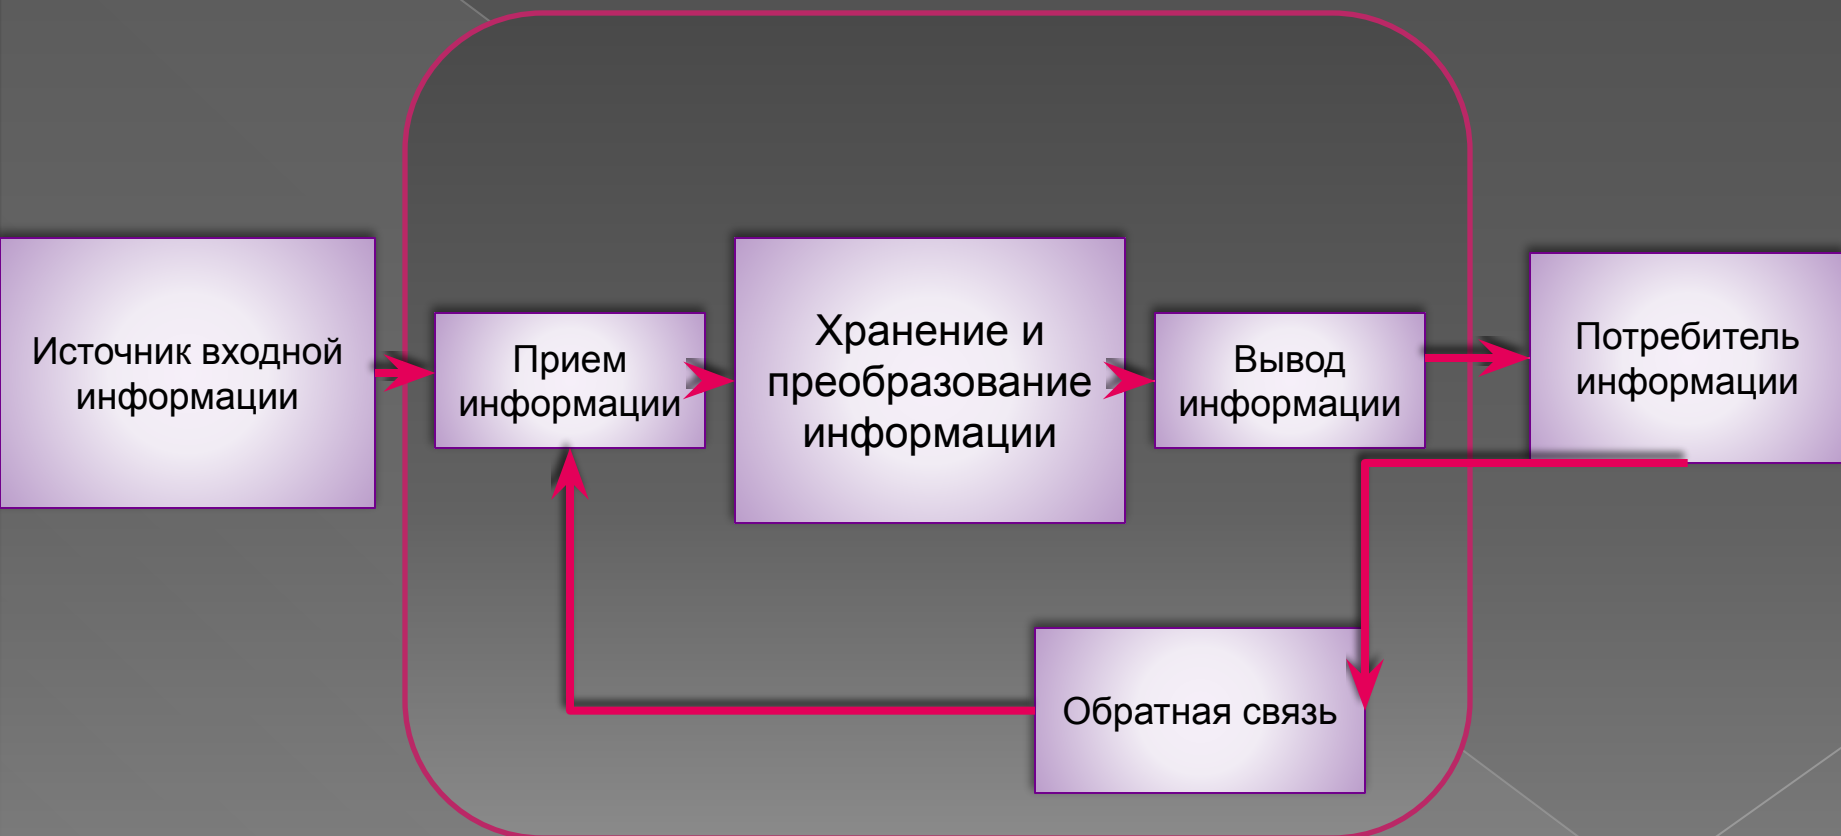 Источник входной
информации
Прием
информации
Хранение и
преобразование
информации
Вывод
информации
Потребитель
информации
Обратная связь